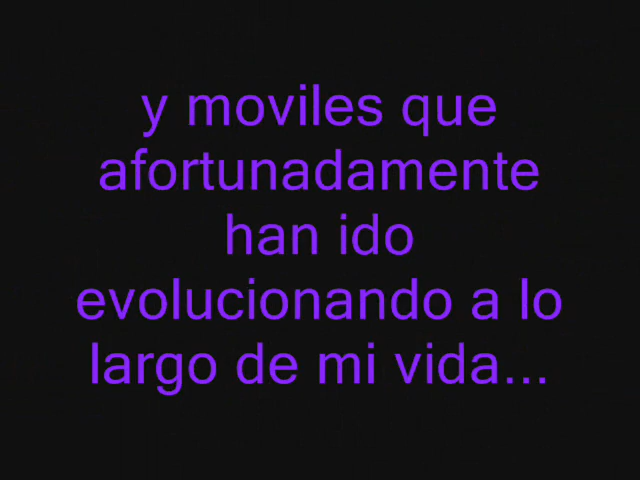 y moviles que
afortunadamente
han ido
evolucionando a lo
largo de mi vida...